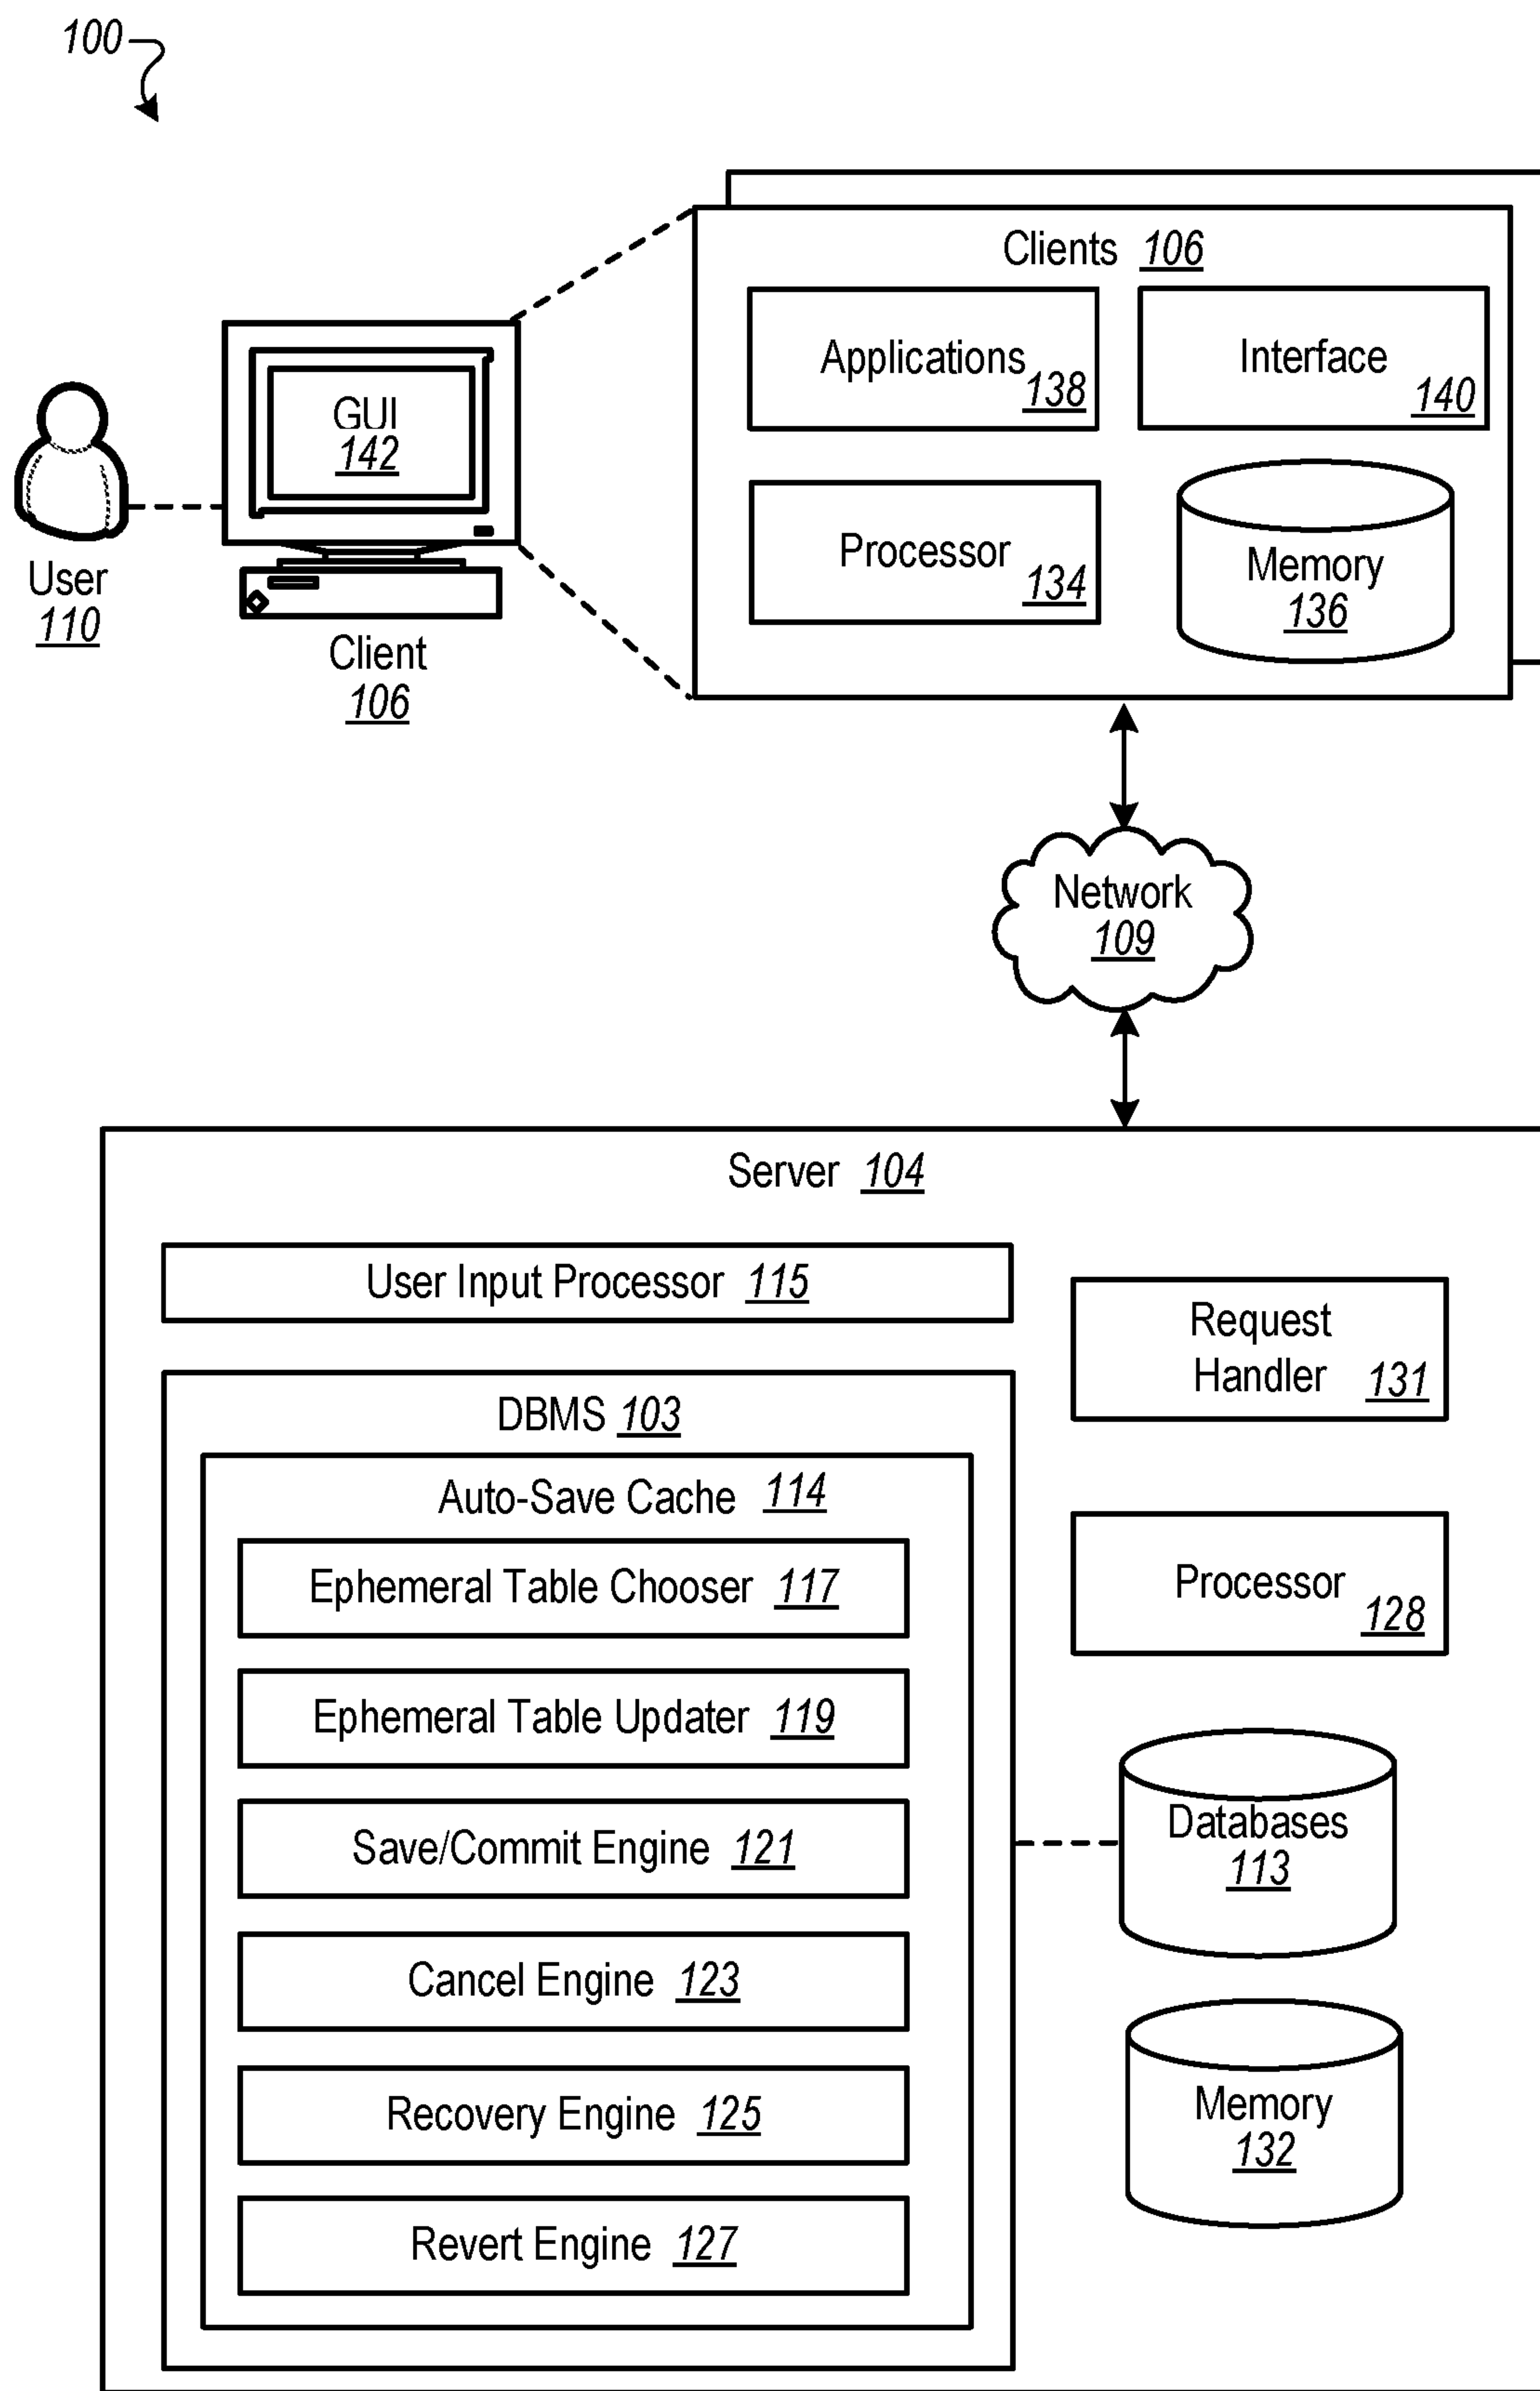 100
Clients 106
Applications 138
Interface 140
GUI
142
Processor 134
Memory
136
User
110
Client
106
Network
109
Server 104
User Input Processor 115
Request
Handler 131
DBMS 103
Auto-Save Cache 114
Ephemeral Table Chooser 117
Processor 128
Ephemeral Table Updater 119
Databases
113
Save/Commit Engine 121
Cancel Engine 123
Memory
132
Recovery Engine 125
Revert Engine 127